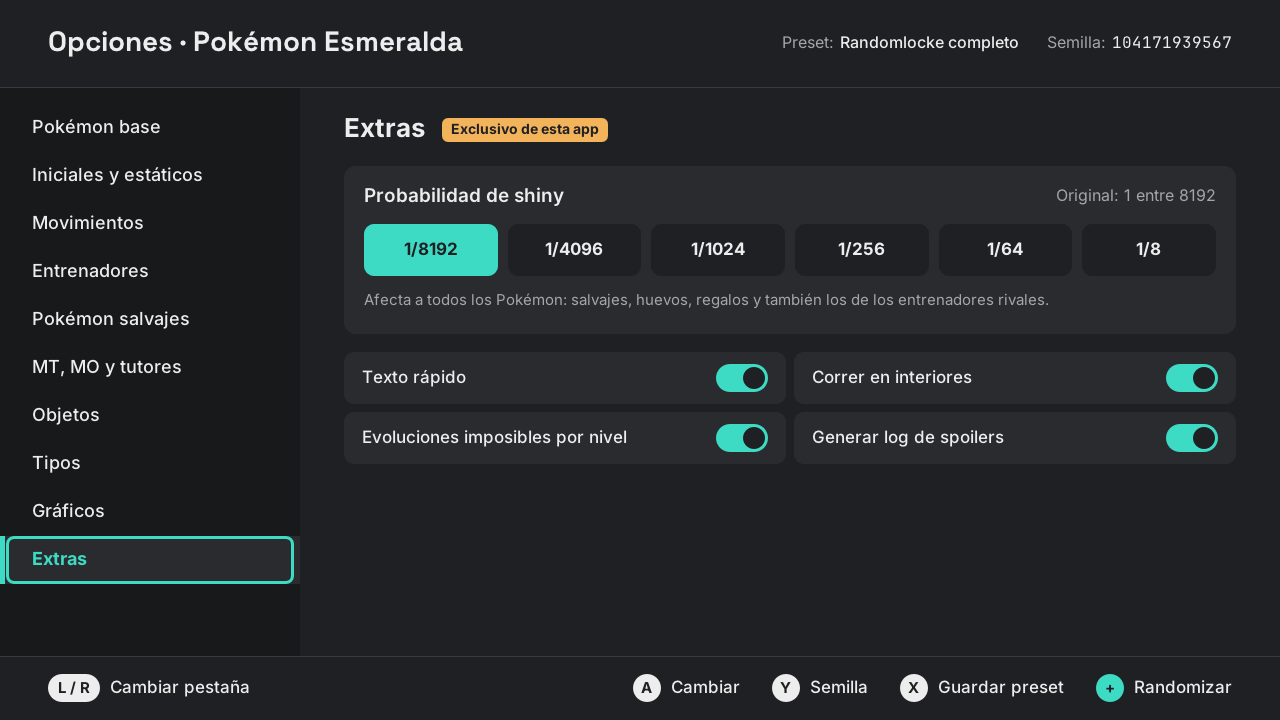 Opciones · Pokémon Esmeralda
Preset: Randomlocke completo
Semilla: 104171939567
Pokémon base
Iniciales y estáticos
Movimientos
Entrenadores
Pokémon salvajes
MT, MO y tutores
Objetos
Tipos
Gráficos
Extras
Extras
Exclusivo de esta app
Probabilidad de shiny
Original: 1 entre 8192
1/8192
1/4096
1/1024
1/256
1/64
1/8
Afecta a todos los Pokémon: salvajes, huevos, regalos y también los de los entrenadores rivales.
Texto rápido
Correr en interiores
Evoluciones imposibles por nivel
Generar log de spoilers
L / R Cambiar pestaña
A Cambiar
Y Semilla
X Guardar preset
+ Randomizar